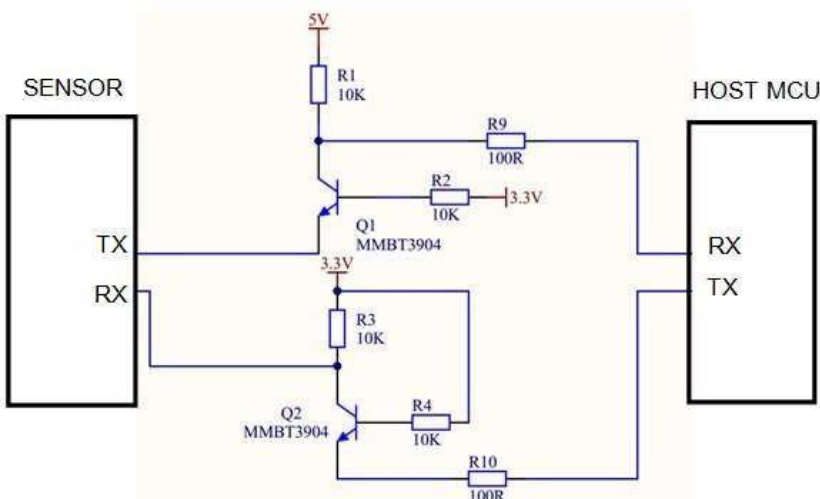 5V
SENSOR
R1
10K
HOST MCU
R9
100R
R2
10K
3.3V
Q1
MMBT3904
TX
RX
3.3V
RX
TX
R3
10K
Q2
MMBT3904
R4
10K
R10
100R